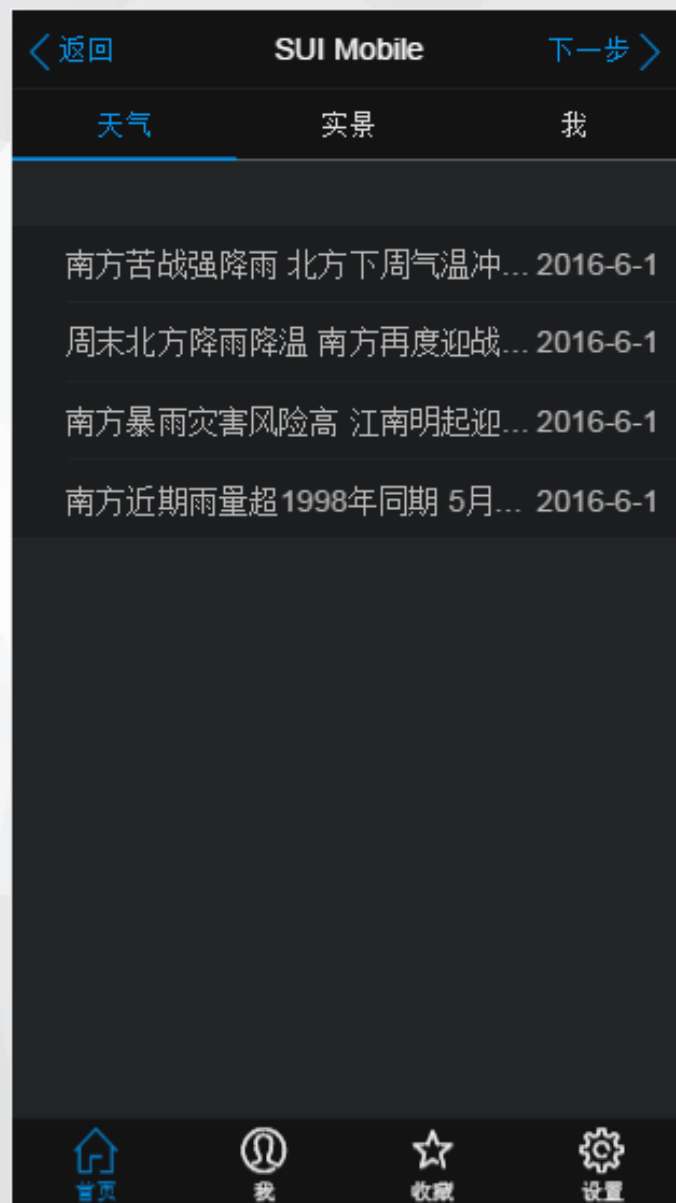 返回 SUI Mobile 下一步
天气 实景 我
南方苦战强降雨 北方下周气温冲... 2016-6-1
周末北方降雨降温 南方再度迎战... 2016-6-1
南方暴雨灾害风险高 江南明起迎... 2016-6-1
南方近期雨量超1998年同期 5月... 2016-6-1
首页 我 收藏 设置